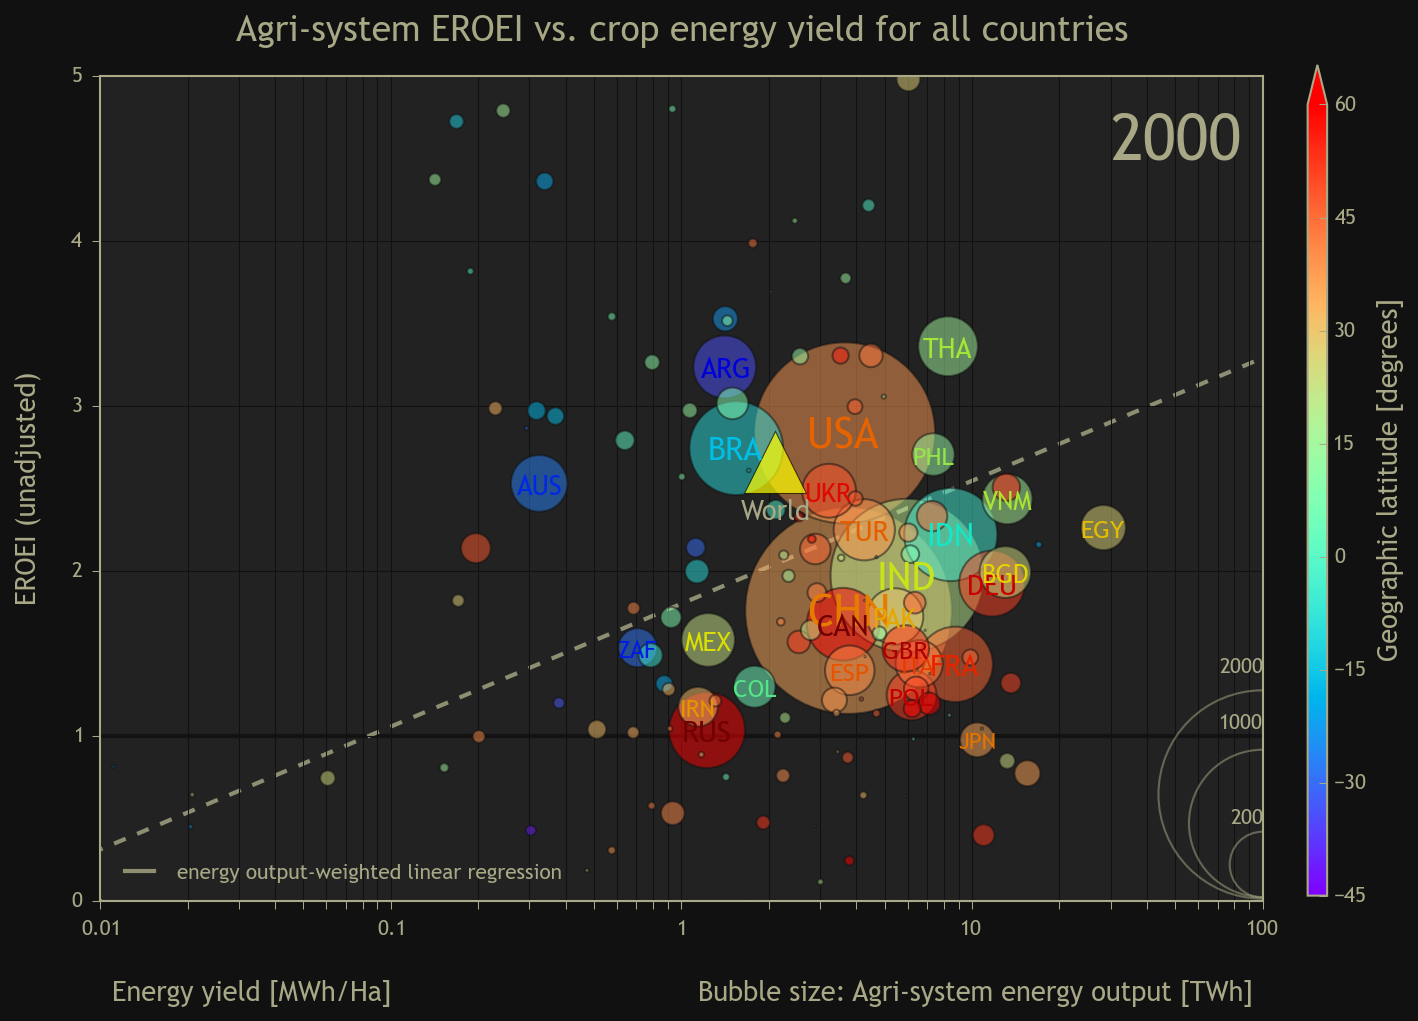 Agri-system EROEI vs. crop energy yield for all countries
2000
EROEI (unadjusted)
5
4
3
2
1
0
THA
ARG
USA
BRA
PHL
AUS
UKR
VNM
World
TUR
IDN
EGY
IND
BGD
DEU
CHN
PAK
CAN
MEX
ZAF
GBR
ITA
FRA
ESP
COL
POL
IRN
RUS
JPN
2000
1000
200
energy output-weighted linear regression
0.01
0.1
1
10
100
Energy yield [MWh/Ha]
Bubble size: Agri-system energy output [TWh]
60
45
30
15
0
−15
−30
−45
Geographic latitude [degrees]